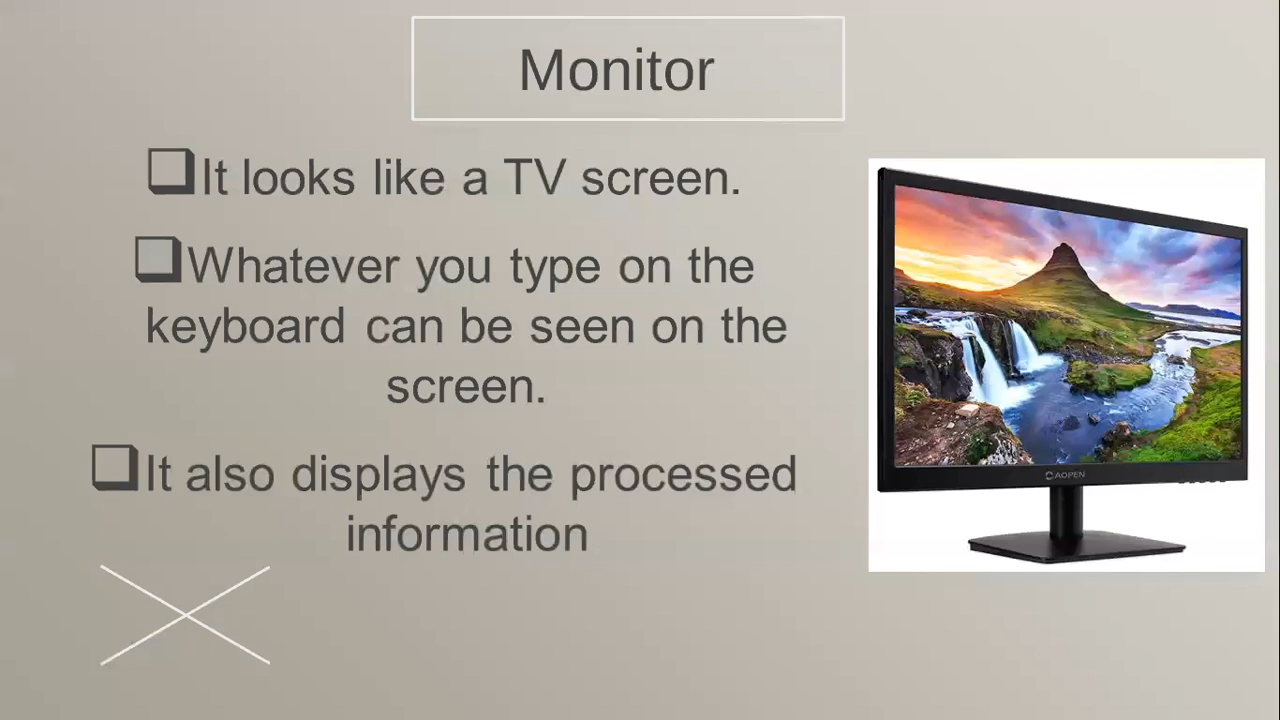 Monitor
It looks like a TV screen.
Whatever you type on the
keyboard can be seen on the
screen.
It also displays the processed
information
AOPEN